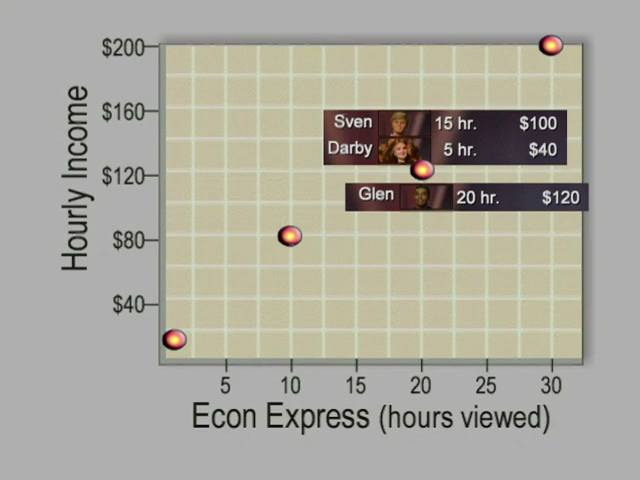 $200
$160
$120
$80
$40
Hourly Income
Sven 15 hr. $100
Darby 5 hr. $40
Glen 20 hr. $120
5 10 15 20 25 30
Econ Express (hours viewed)